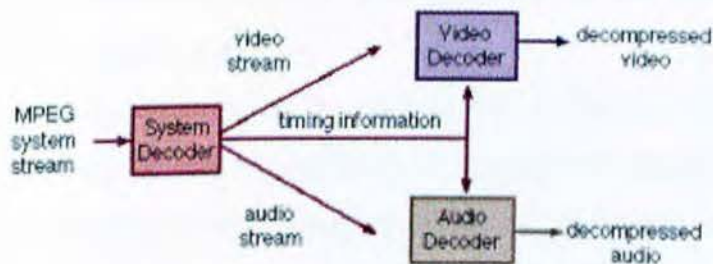 video
stream
Video
Decoder
decompressed
video
MPEG
system
stream
System
Decoder
timing information
audio
stream
Audio
Decoder
decompressed
audio